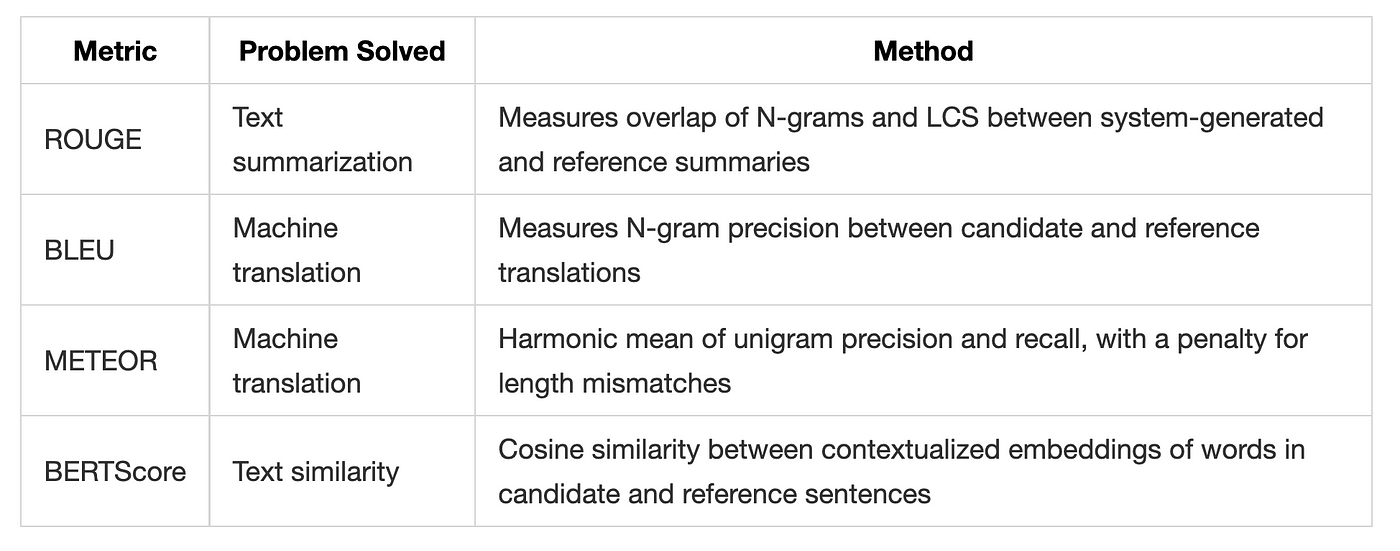 Metric Problem Solved Method
ROUGE
Text
summarization
Measures overlap of N-grams and LCS between system-generated
and reference summaries
BLEU
Machine
translation
Measures N-gram precision between candidate and reference
translations
METEOR
Machine
translation
Harmonic mean of unigram precision and recall, with a penalty for
length mismatches
BERTScore
Text similarity
Cosine similarity between contextualized embeddings of words in
candidate and reference sentences